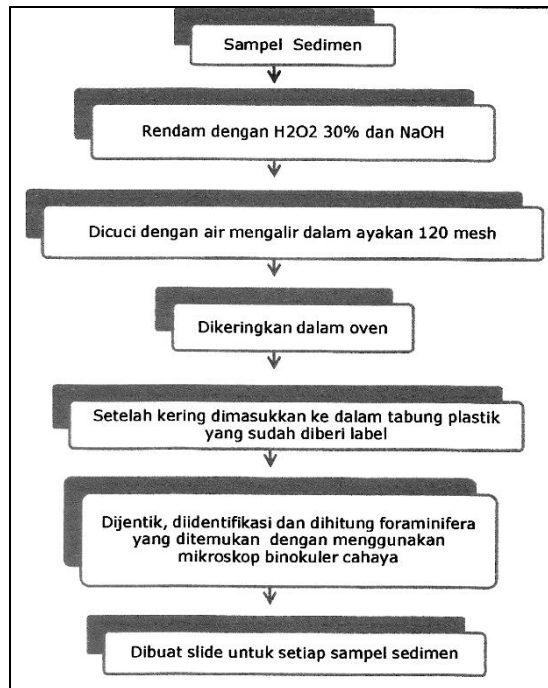 Sampel Sedimen
Rendam dengan H2O2 30% dan NaOH
Dicuci dengan air mengalir dalam ayakan 120 mesh
Dikeringkan dalam oven
Setelah kering dimasukkan ke dalam tabung plastik
yang sudah diberi label
Dijentik, diidentifikasi dan dihitung foraminifera
yang ditemukan dengan menggunakan
mikroskop binokuler cahaya
Dibuat slide untuk setiap sampel sedimen